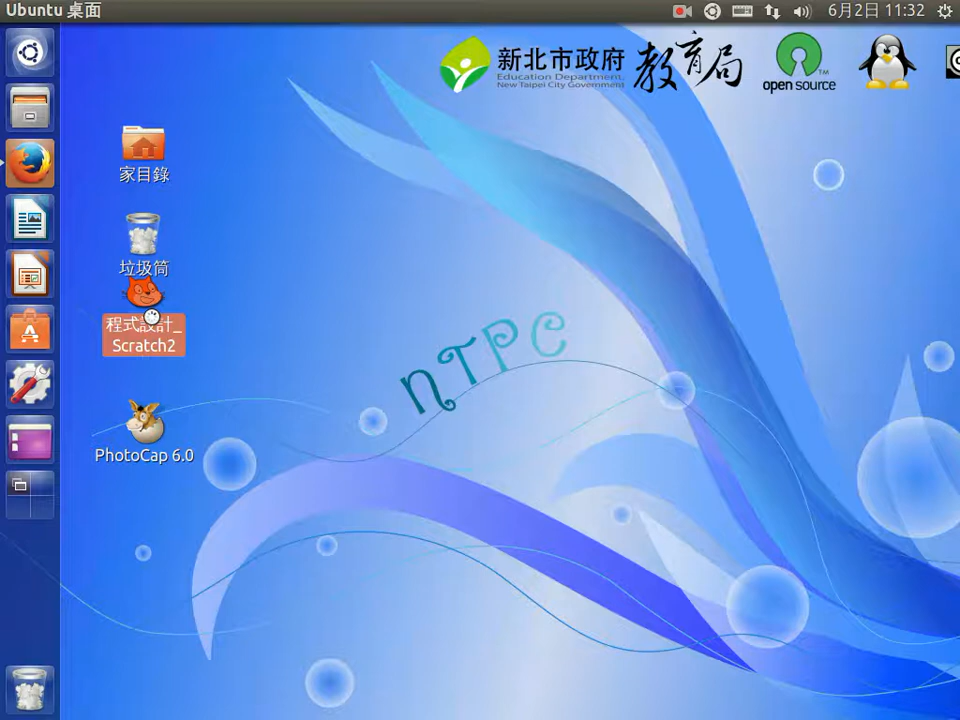 Ubuntu 桌面
6月2日 11:32
新北市政府 教育局
Education Department,
New Taipei City Government
open source
TM
家目錄
垃圾筒
程式設計_
Scratch2
PhotoCap 6.0
nTPC